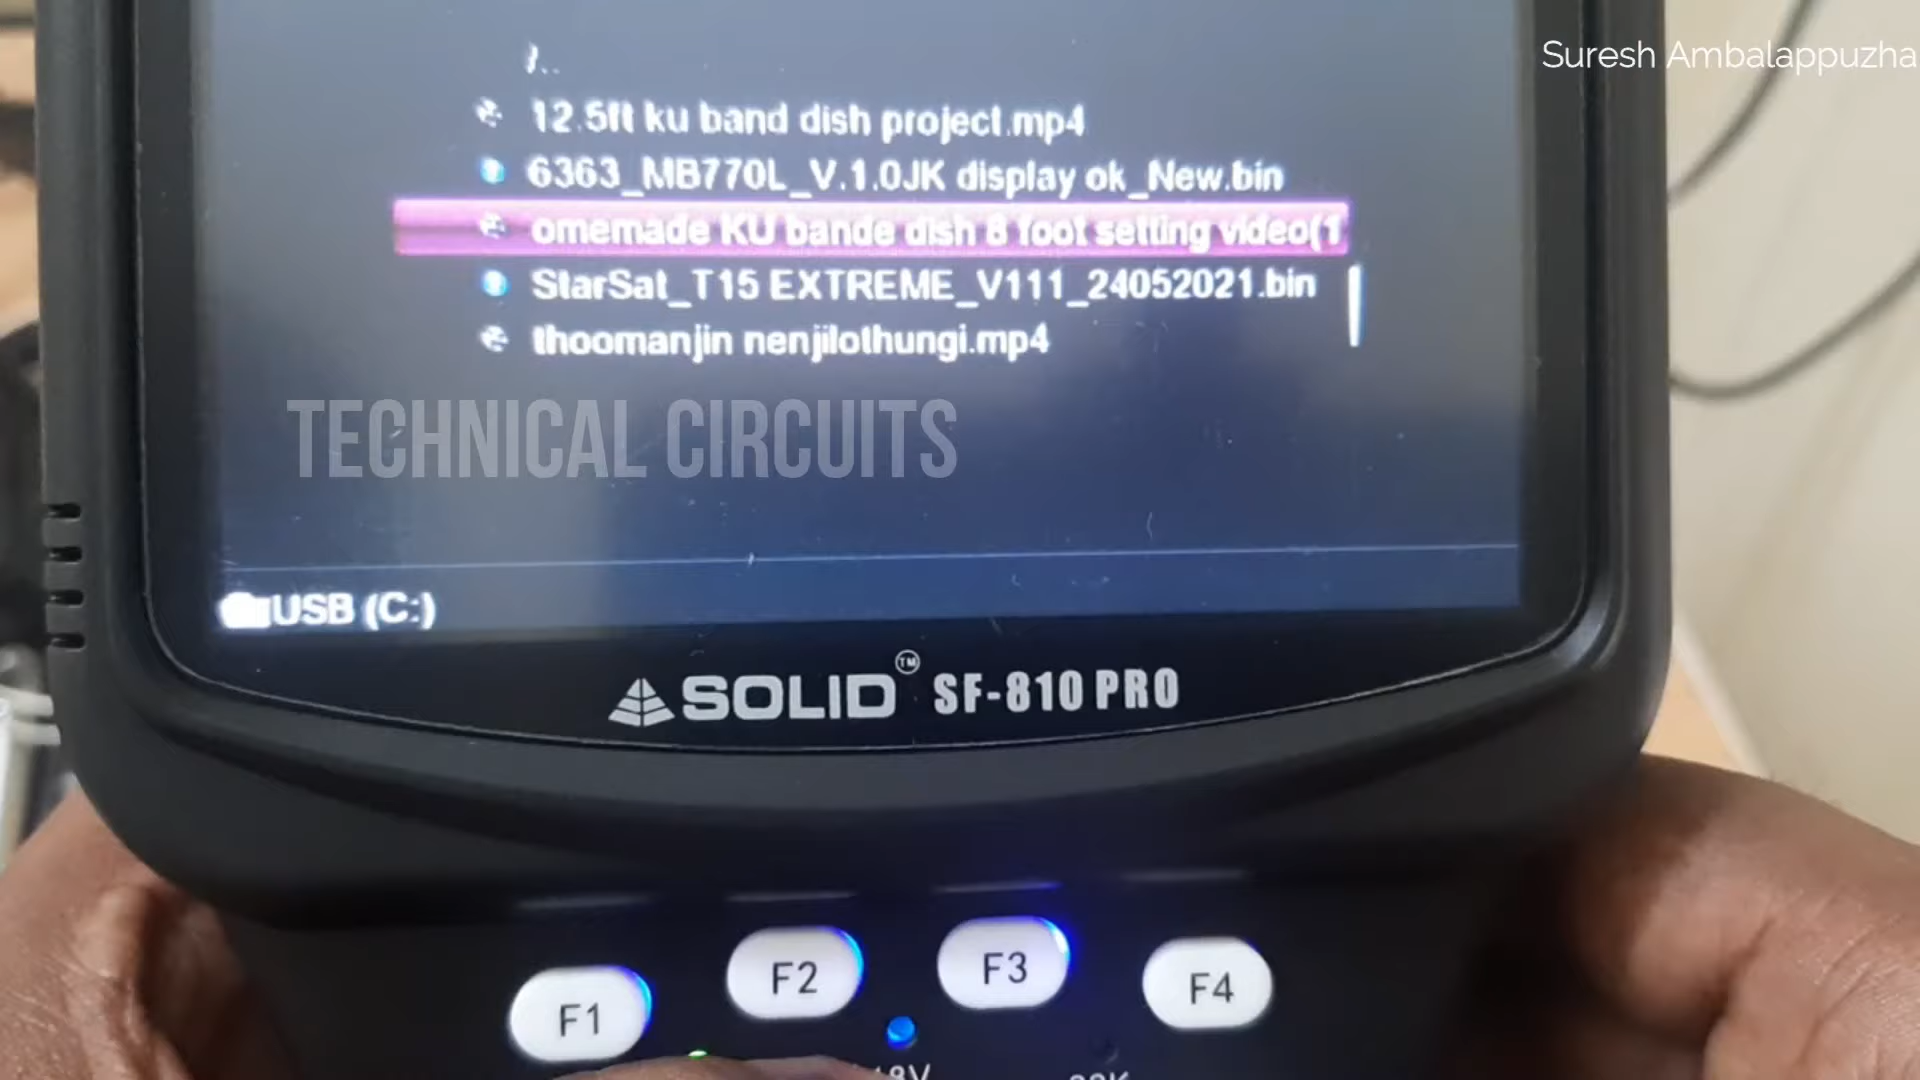 Suresh Ambalappuzha
/..
12.5ft ku band dish project.mp4
6363_MB770L_V.1.0JK display ok_New.bin
omemade KU bande dish 8 foot setting video(1
StarSat_T15 EXTREME_V111_24052021.bin
thoomanjin nenjilothungi.mp4
TECHNICAL CIRCUITS
USB (C:)
SOLID™ SF-810 PRO
F1 F2 F3 F4